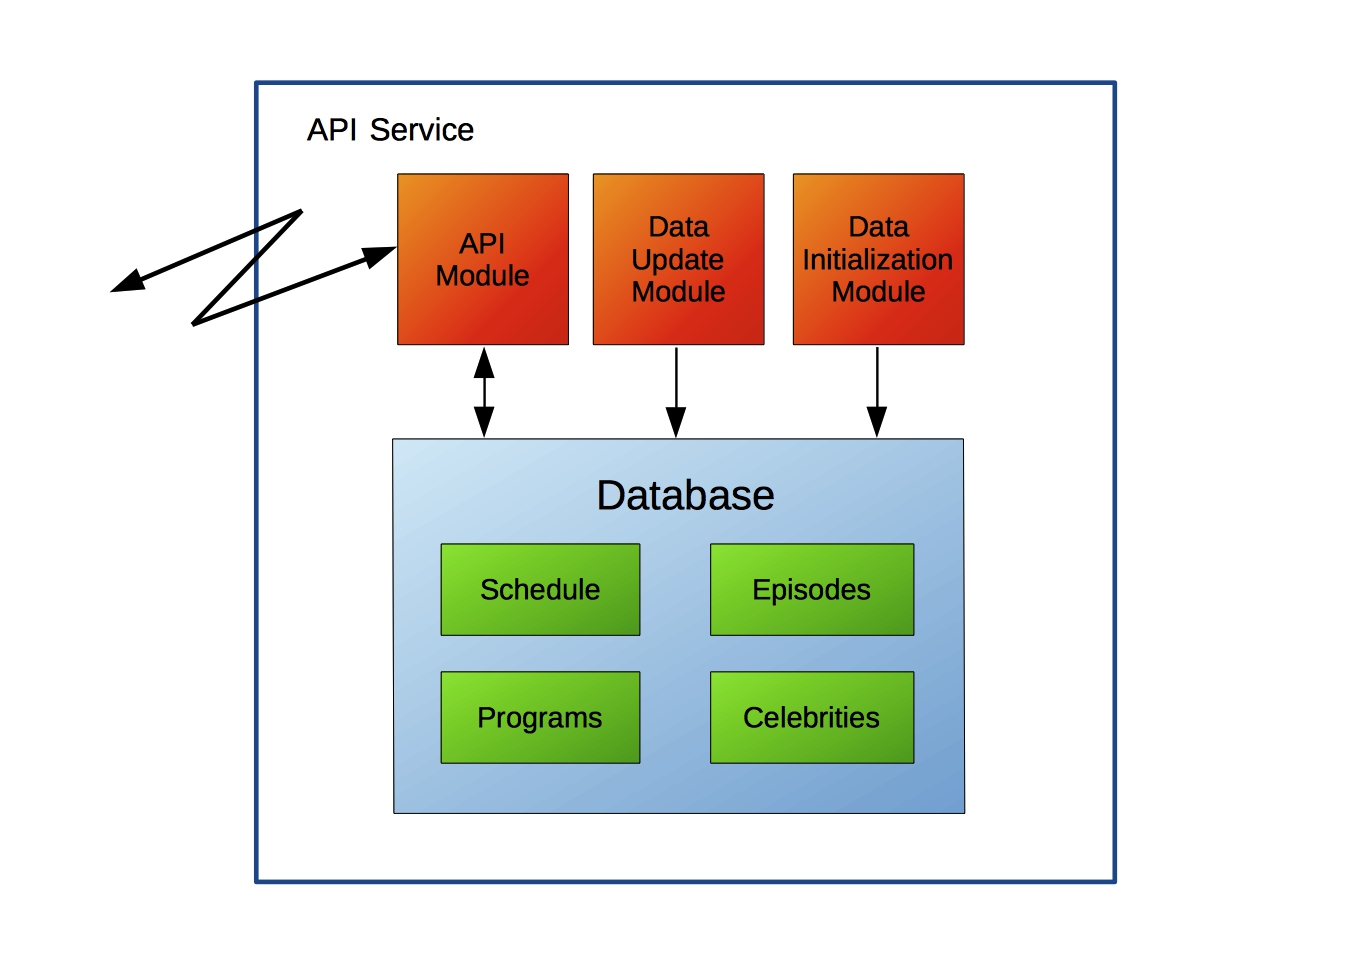 API Service
API
Module
Data
Update
Module
Data
Initialization
Module
Database
Schedule
Episodes
Programs
Celebrities